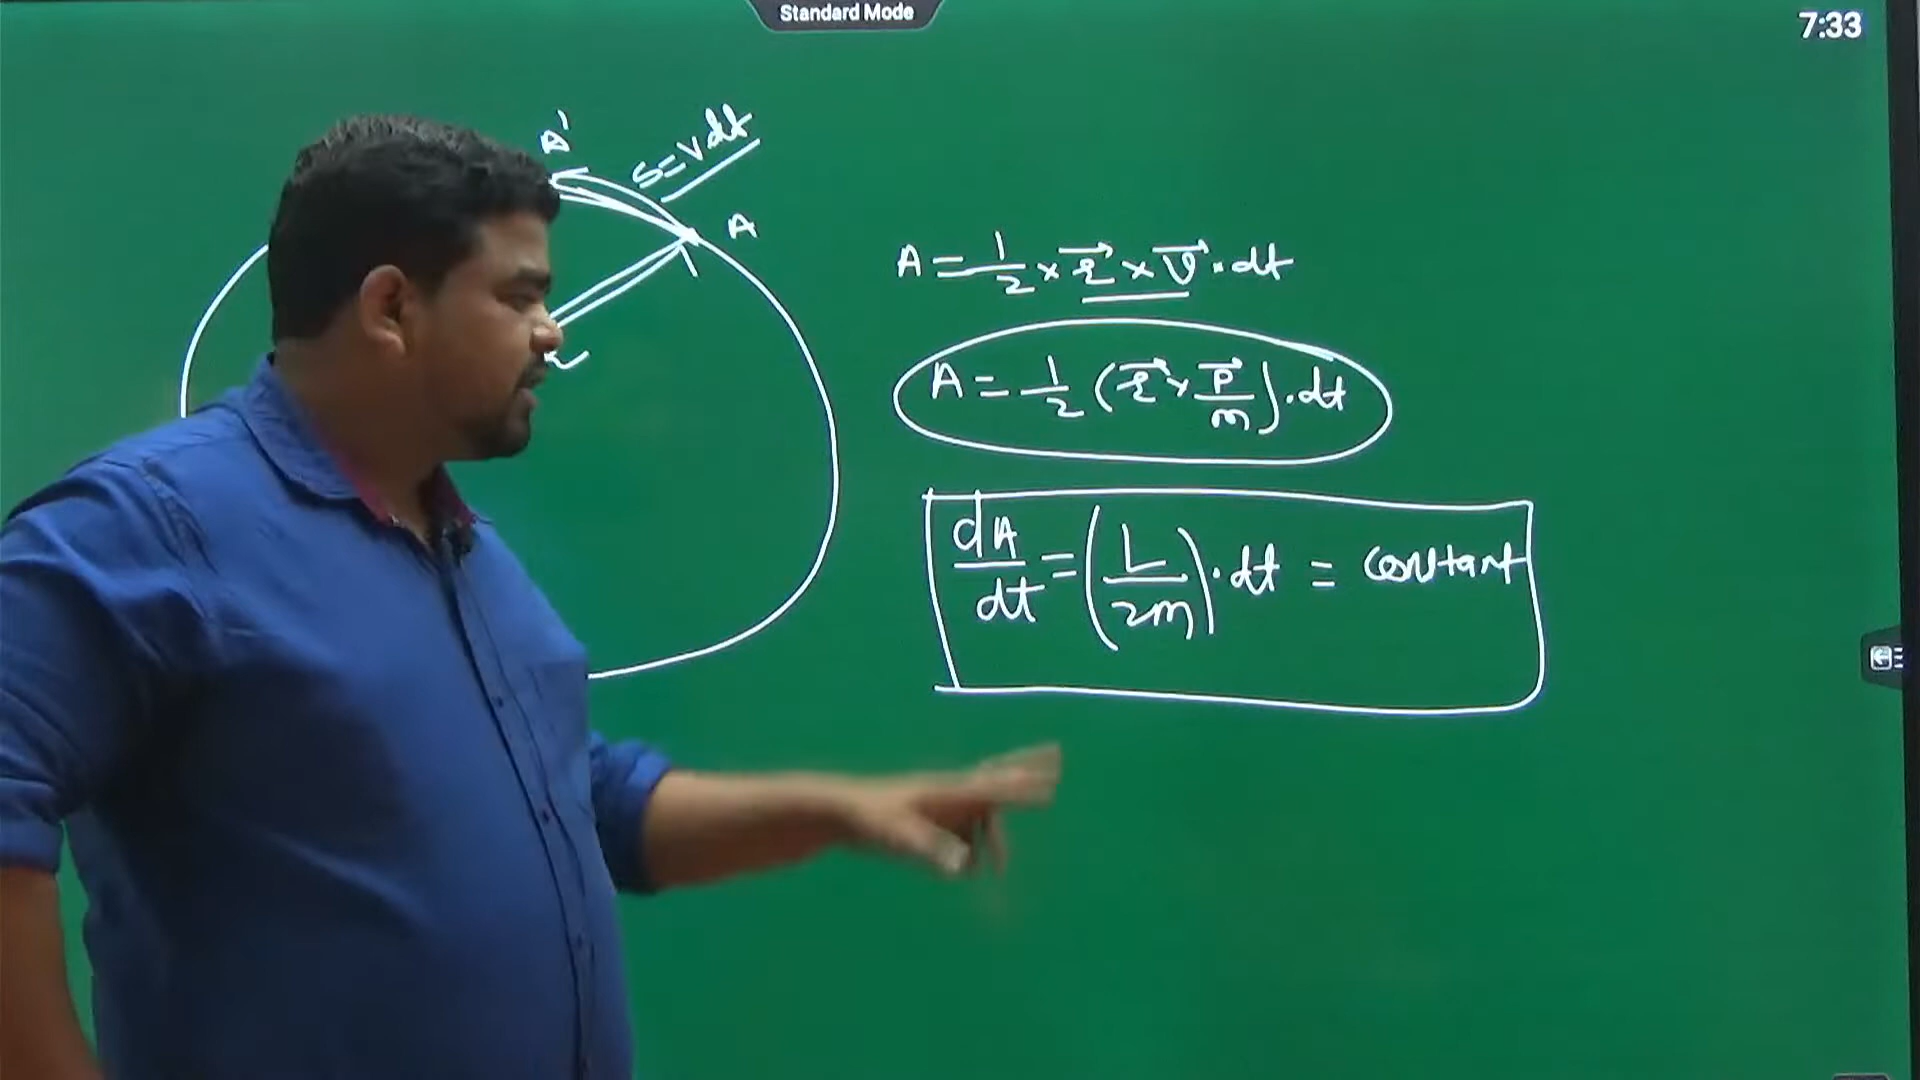 Standard Mode
7:33
A'
S=Vdt
A
A = 1/2 × r⃗ × v⃗ · dt
A = 1/2 (r⃗ × p⃗/m) · dt
dA/dt = (L/2m) · dt = constant